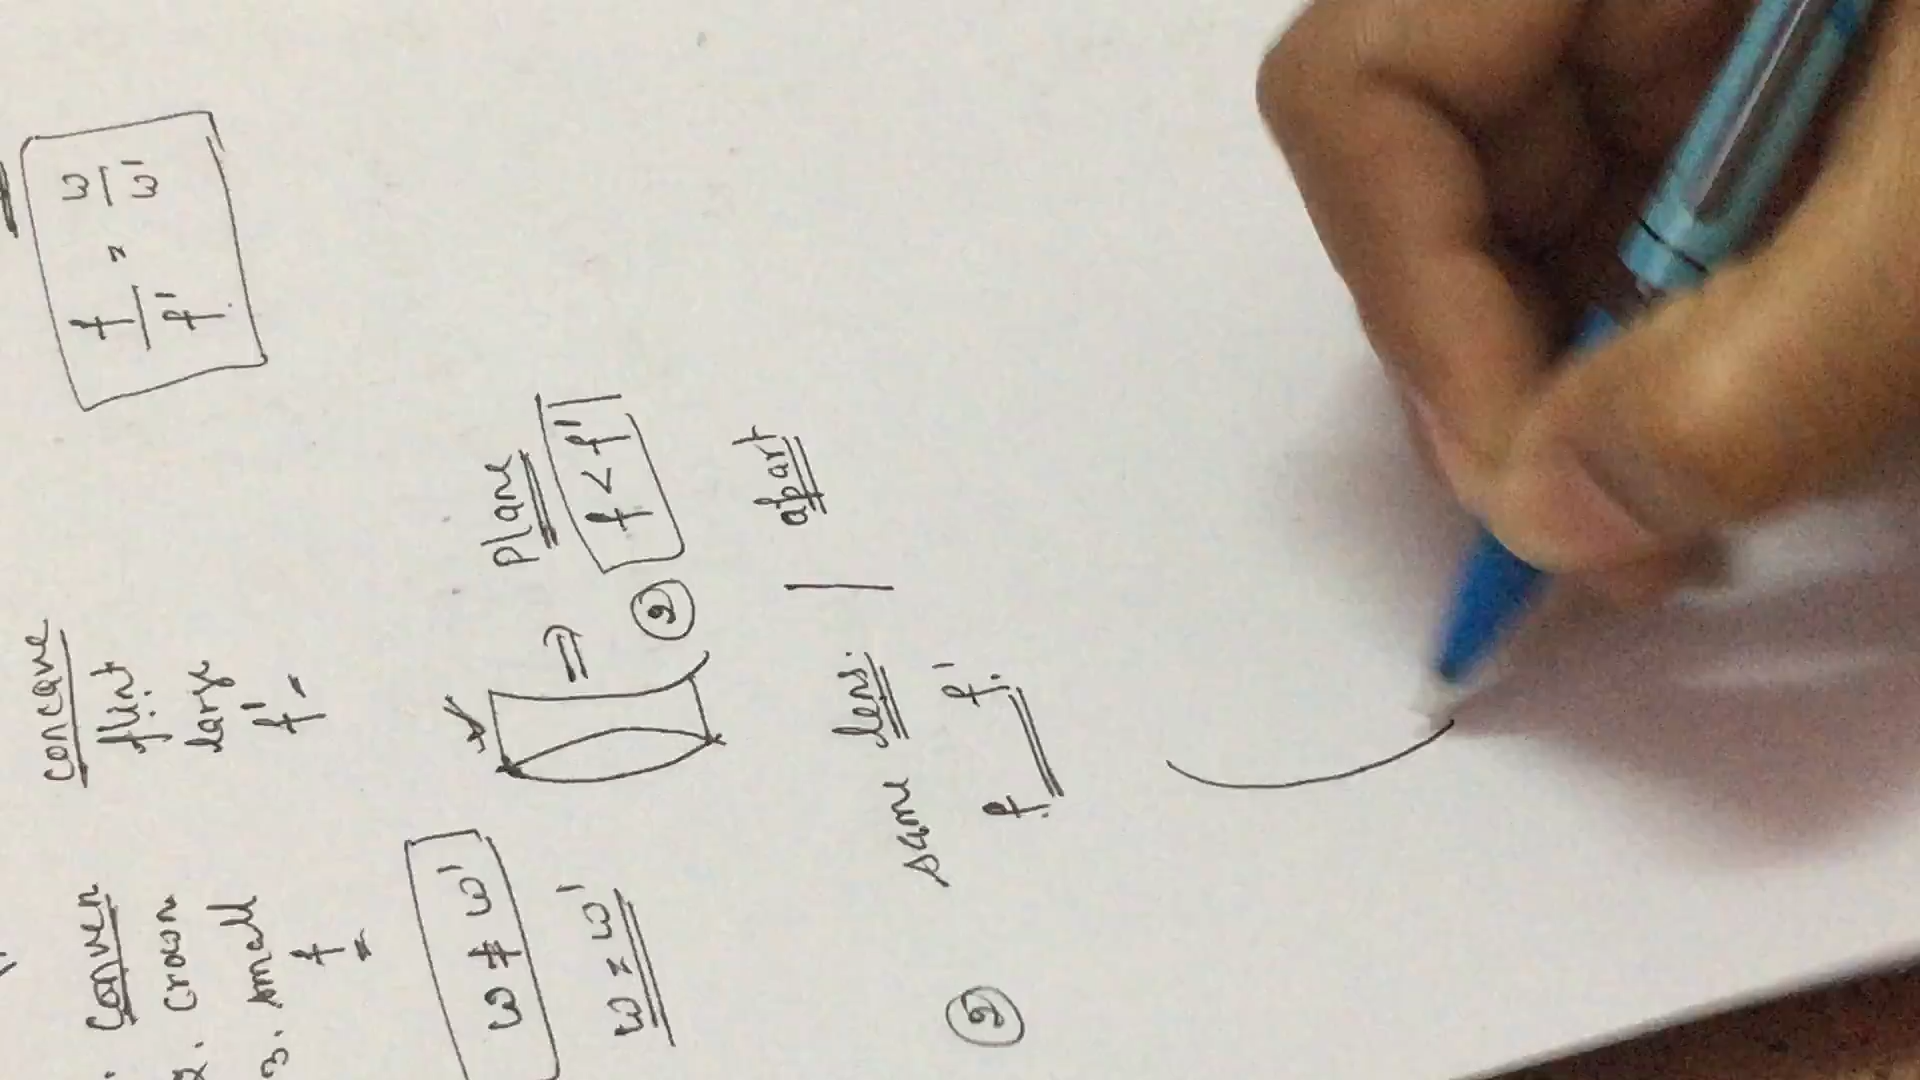 f/f' = ω/ω'
convex concave
2. crown flint
3. small large
f f'
ω ≠ ω'
⇒ Plane
ω = ω' ② f < f'
same lens. | apart
② f. f'.